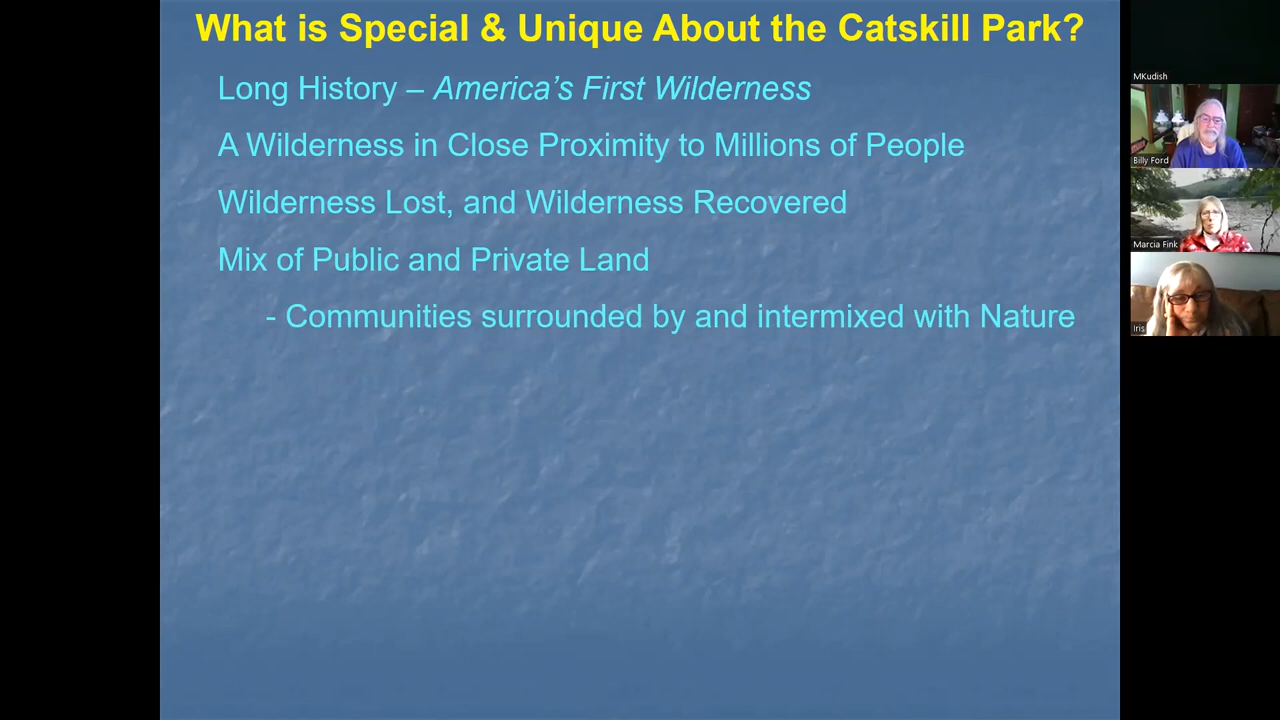 What is Special & Unique About the Catskill Park?
Long History – America's First Wilderness
A Wilderness in Close Proximity to Millions of People
Wilderness Lost, and Wilderness Recovered
Mix of Public and Private Land
- Communities surrounded by and intermixed with Nature
MKudish
Billy Ford
Marcia Fink
Iris